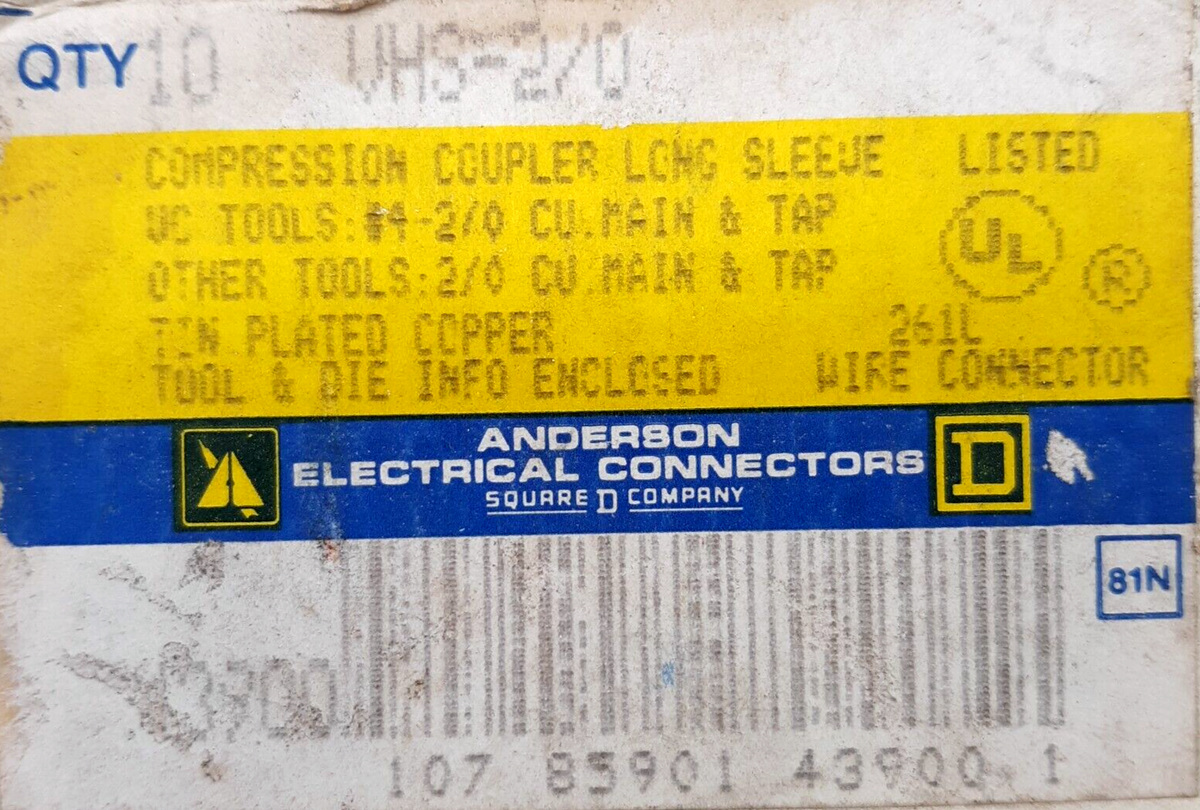 QTY 10 VHS-2/0
COMPRESSION COUPLER LONG SLEEVE LISTED
VC TOOLS:#4-2/0 CU.MAIN & TAP
UL ®
OTHER TOOLS:2/0 CU.MAIN & TAP
TIN PLATED COPPER 261L
TOOL & DIE INFO ENCLOSED WIRE CONNECTOR
ANDERSON
ELECTRICAL CONNECTORS
SQUARE D COMPANY
D
81N
107 85901 43900 1